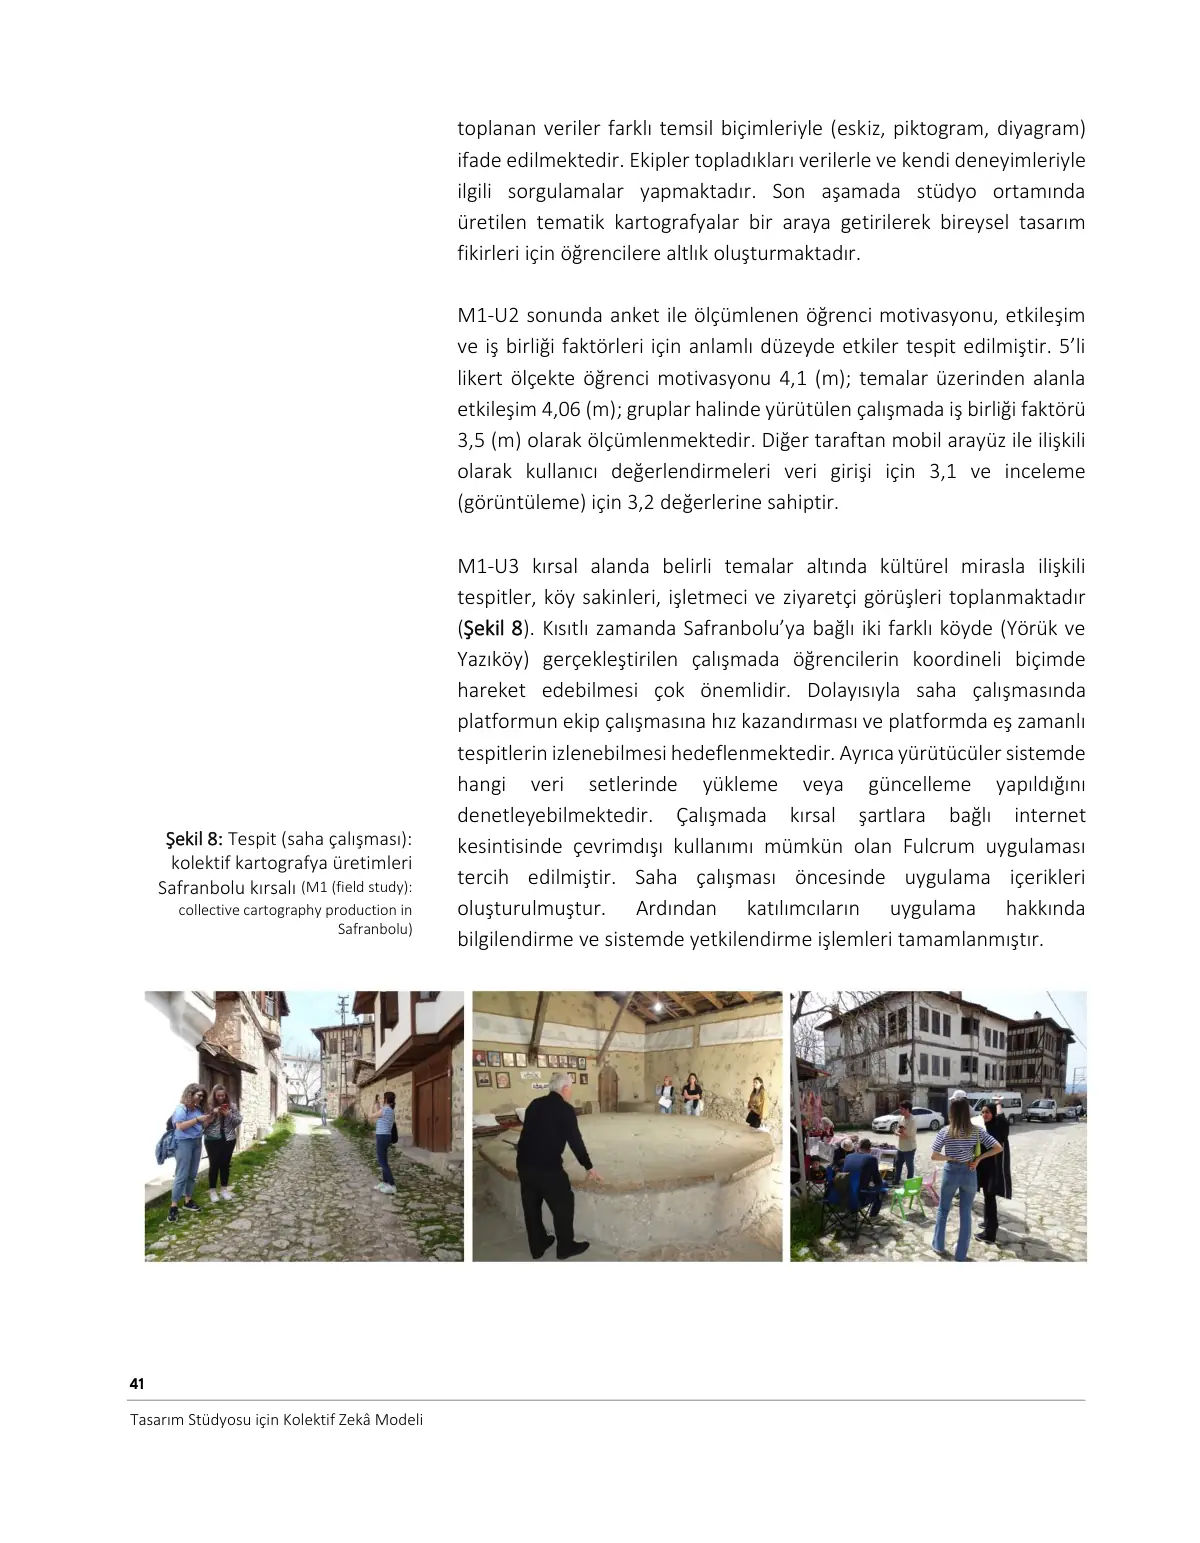 toplanan veriler farklı temsil biçimleriyle (eskiz, piktogram, diyagram)
ifade edilmektedir. Ekipler topladıkları verilerle ve kendi deneyimleriyle
ilgili sorgulamalar yapmaktadır. Son aşamada stüdyo ortamında
üretilen tematik kartografyalar bir araya getirilerek bireysel tasarım
fikirleri için öğrencilere altlık oluşturmaktadır.
M1-U2 sonunda anket ile ölçümlenen öğrenci motivasyonu, etkileşim
ve iş birliği faktörleri için anlamlı düzeyde etkiler tespit edilmiştir. 5’li
likert ölçekte öğrenci motivasyonu 4,1 (m); temalar üzerinden alanla
etkileşim 4,06 (m); gruplar halinde yürütülen çalışmada iş birliği faktörü
3,5 (m) olarak ölçümlenmektedir. Diğer taraftan mobil arayüz ile ilişkili
olarak kullanıcı değerlendirmeleri veri girişi için 3,1 ve inceleme
(görüntüleme) için 3,2 değerlerine sahiptir.
M1-U3 kırsal alanda belirli temalar altında kültürel mirasla ilişkili
tespitler, köy sakinleri, işletmeci ve ziyaretçi görüşleri toplanmaktadır
(Şekil 8). Kısıtlı zamanda Safranbolu’ya bağlı iki farklı köyde (Yörük ve
Yazıköy) gerçekleştirilen çalışmada öğrencilerin koordineli biçimde
hareket edebilmesi çok önemlidir. Dolayısıyla saha çalışmasında
platformun ekip çalışmasına hız kazandırması ve platformda eş zamanlı
tespitlerin izlenebilmesi hedeflenmektedir. Ayrıca yürütücüler sistemde
hangi veri setlerinde yükleme veya güncelleme yapıldığını
denetleyebilmektedir. Çalışmada kırsal şartlara bağlı internet
kesintisinde çevrimdışı kullanımı mümkün olan Fulcrum uygulaması
tercih edilmiştir. Saha çalışması öncesinde uygulama içerikleri
oluşturulmuştur. Ardından katılımcıların uygulama hakkında
bilgilendirme ve sistemde yetkilendirme işlemleri tamamlanmıştır.
Şekil 8: Tespit (saha çalışması):
kolektif kartografya üretimleri
Safranbolu kırsalı (M1 (field study):
collective cartography production in
Safranbolu)
41
Tasarım Stüdyosu için Kolektif Zekâ Modeli